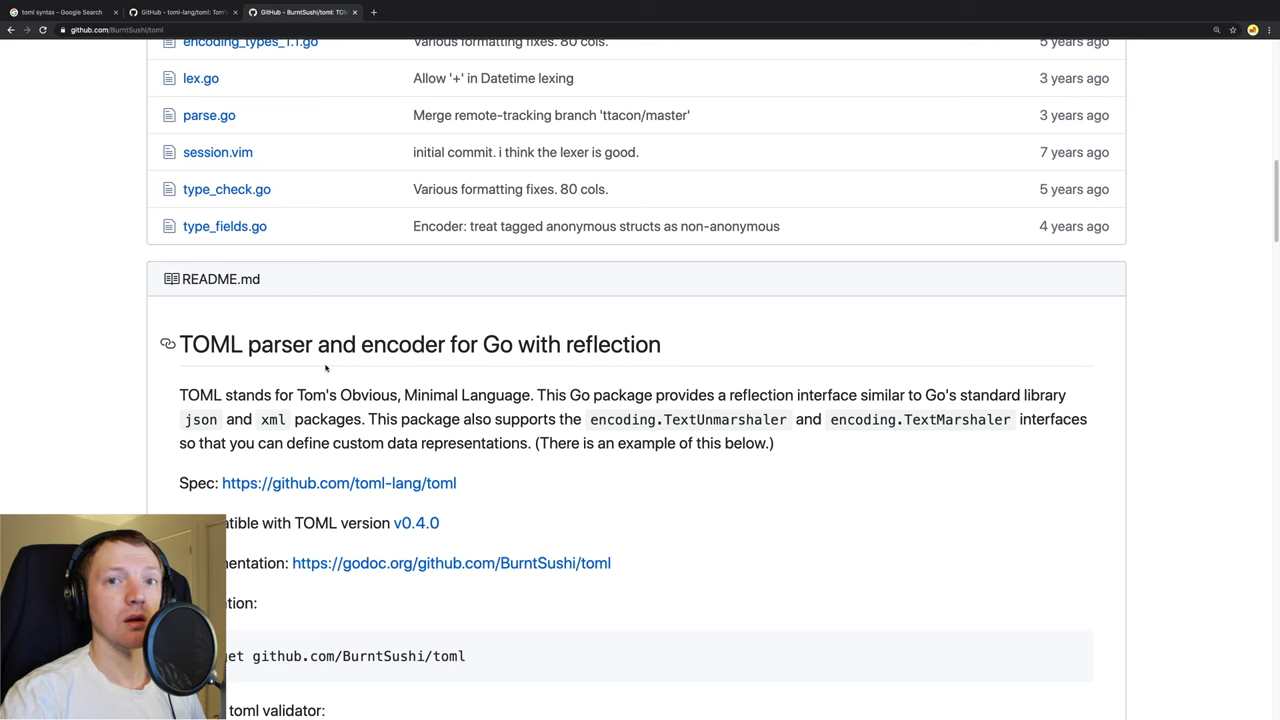 toml syntax - Google Search
GitHub - toml-lang/toml: Tom's
GitHub - BurntSushi/toml: TOM
github.com/BurntSushi/toml
encoding_types_1.1.go Various formatting fixes. 80 cols. 5 years ago
lex.go Allow '+' in Datetime lexing 3 years ago
parse.go Merge remote-tracking branch 'ttacon/master' 3 years ago
session.vim initial commit. i think the lexer is good. 7 years ago
type_check.go Various formatting fixes. 80 cols. 5 years ago
type_fields.go Encoder: treat tagged anonymous structs as non-anonymous 4 years ago
README.md
TOML parser and encoder for Go with reflection
TOML stands for Tom's Obvious, Minimal Language. This Go package provides a reflection interface similar to Go's standard library
json and xml packages. This package also supports the encoding.TextUnmarshaler and encoding.TextMarshaler interfaces
so that you can define custom data representations. (There is an example of this below.)
Spec: https://github.com/toml-lang/toml
atible with TOML version v0.4.0
mentation: https://godoc.org/github.com/BurntSushi/toml
tion:
get github.com/BurntSushi/toml
toml validator: